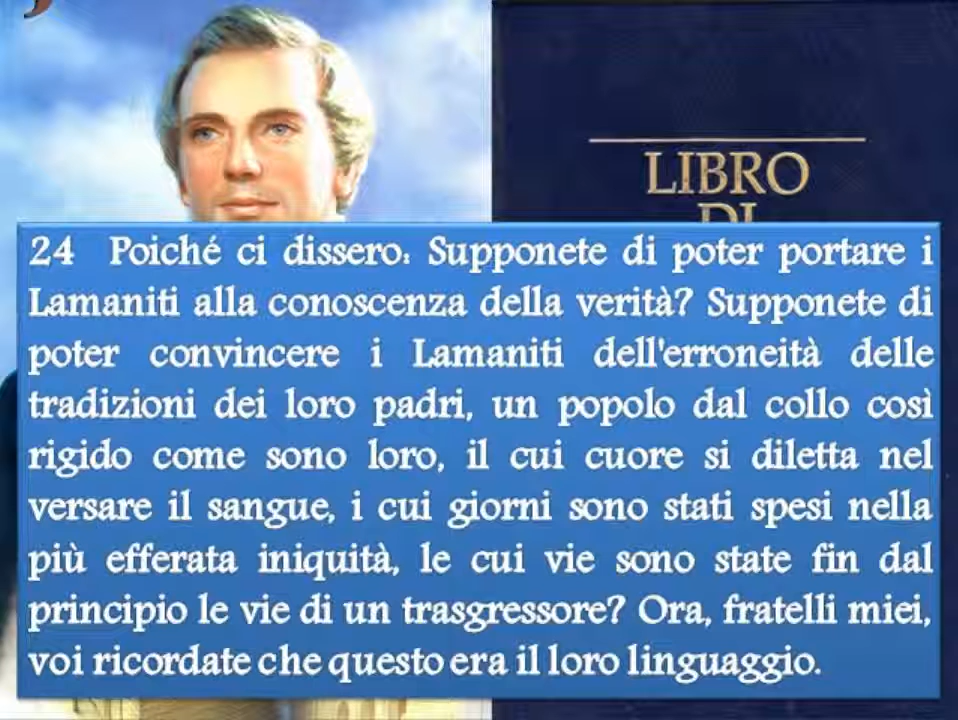 LIBRO
DI
24 Poiché ci dissero: Supponete di poter portare i
Lamaniti alla conoscenza della verità? Supponete di
poter convincere i Lamaniti dell'erroneità delle
tradizioni dei loro padri, un popolo dal collo così
rigido come sono loro, il cui cuore si diletta nel
versare il sangue, i cui giorni sono stati spesi nella
più efferata iniquità, le cui vie sono state fin dal
principio le vie di un trasgressore? Ora, fratelli miei,
voi ricordate che questo era il loro linguaggio.